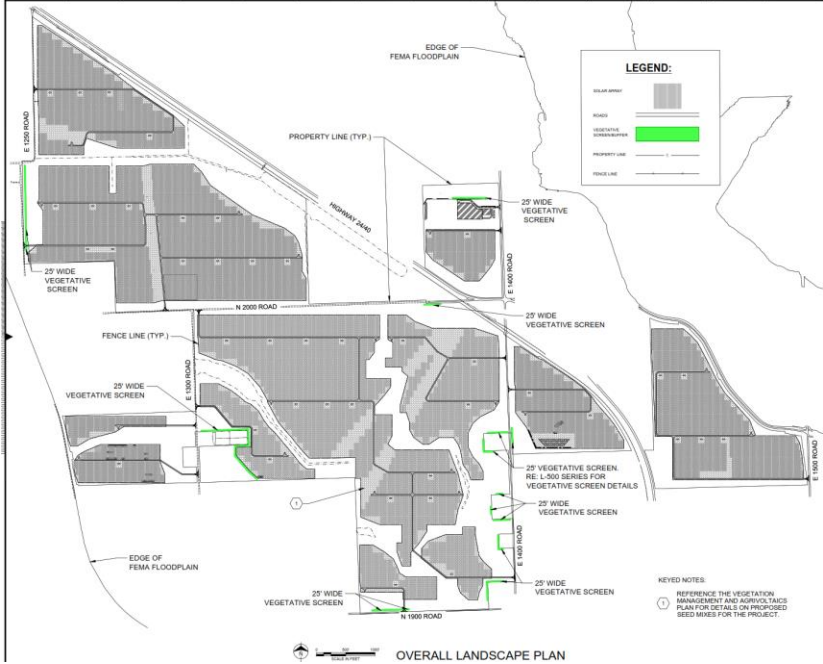 EDGE OF
FEMA FLOODPLAIN
LEGEND:
SOLAR ARRAY
ROADS
VEGETATIVE
SCREEN/BUFFER
PROPERTY LINE
FENCE LINE
E 1250 ROAD
PROPERTY LINE (TYP.)
HIGHWAY 24/40
25' WIDE
VEGETATIVE
SCREEN
E 1400 ROAD
25' WIDE
VEGETATIVE
SCREEN
N 2000 ROAD
25' WIDE
VEGETATIVE SCREEN
FENCE LINE (TYP.)
E 1300 ROAD
25' WIDE
VEGETATIVE SCREEN
25' VEGETATIVE SCREEN.
RE: L-500 SERIES FOR
VEGETATIVE SCREEN DETAILS
E 1500 ROAD
1
25' WIDE
VEGETATIVE SCREEN
E 1400 ROAD
EDGE OF
FEMA FLOODPLAIN
25' WIDE
VEGETATIVE SCREEN
25' WIDE
VEGETATIVE SCREEN
N 1900 ROAD
KEYED NOTES:
1 REFERENCE THE VEGETATION
MANAGEMENT AND AGRIVOLTAICS
PLAN FOR DETAILS ON PROPOSED
SEED MIXES FOR THE PROJECT.
SCALE IN FEET
OVERALL LANDSCAPE PLAN